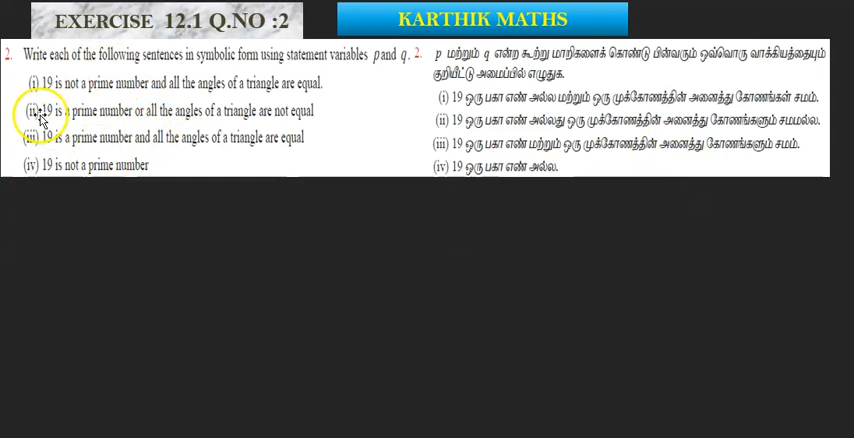 EXERCISE 12.1 Q.NO :2
KARTHIK MATHS
2. Write each of the following sentences in symbolic form using statement variables p and q .
(i) 19 is not a prime number and all the angles of a triangle are equal.
(ii) 19 is a prime number or all the angles of a triangle are not equal
(iii) 19 is a prime number and all the angles of a triangle are equal
(iv) 19 is not a prime number
2. p மற்றும் q என்ற கூற்று மாறிகளைக் கொண்டு பின்வரும் ஒவ்வொரு வாக்கியத்தையும்
குறியீட்டு அமைப்பில் எழுதுக.
(i) 19 ஒரு பகா எண் அல்ல மற்றும் ஒரு முக்கோணத்தின் அனைத்து கோணங்கள் சமம்.
(ii) 19 ஒரு பகா எண் அல்லது ஒரு முக்கோணத்தின் அனைத்து கோணங்களும் சமமல்ல.
(iii) 19 ஒரு பகா எண் மற்றும் ஒரு முக்கோணத்தின் அனைத்து கோணங்களும் சமம்.
(iv) 19 ஒரு பகா எண் அல்ல.